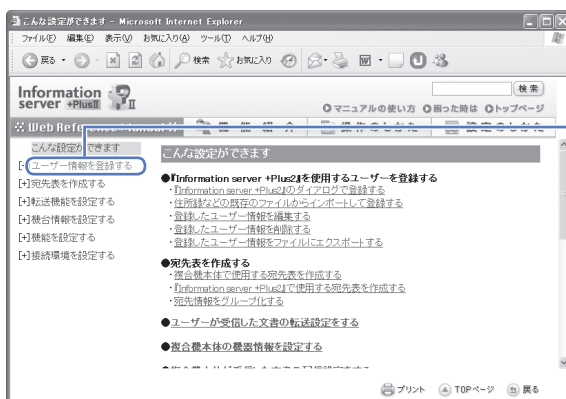 こんな設定ができます - Microsoft Internet Explorer
ファイル(F) 編集(E) 表示(V) お気に入り(A) ツール(T) ヘルプ(H)
戻る 検索 お気に入り
Information server +PlusⅡ
検索
マニュアルの使い方 困った時は トップページ
Web Reference Manual 機能紹介 操作のしかた 設定のしかた
こんな設定ができます
[-]ユーザー情報を登録する
[+]宛先表を作成する
[+]転送機能を設定する
[+]機台情報を設定する
[+]機能を設定する
[+]接続環境を設定する
こんな設定ができます
●『Information server +Plus2』を使用するユーザーを登録する
・『Information server +Plus2』のダイアログで登録する
・住所録などの既存のファイルからインポートして登録する
・登録したユーザー情報を編集する
・登録したユーザー情報を削除する
・登録したユーザー情報をファイルにエクスポートする
●宛先表を作成する
・複合機本体で使用する宛先表を作成する
・『Information server +Plus2』で使用する宛先表を作成する
・宛先情報をグループ化する
●ユーザーが受信した文書の転送設定をする
●複合機本体の機器情報を設定する
プリント TOPページ 戻る